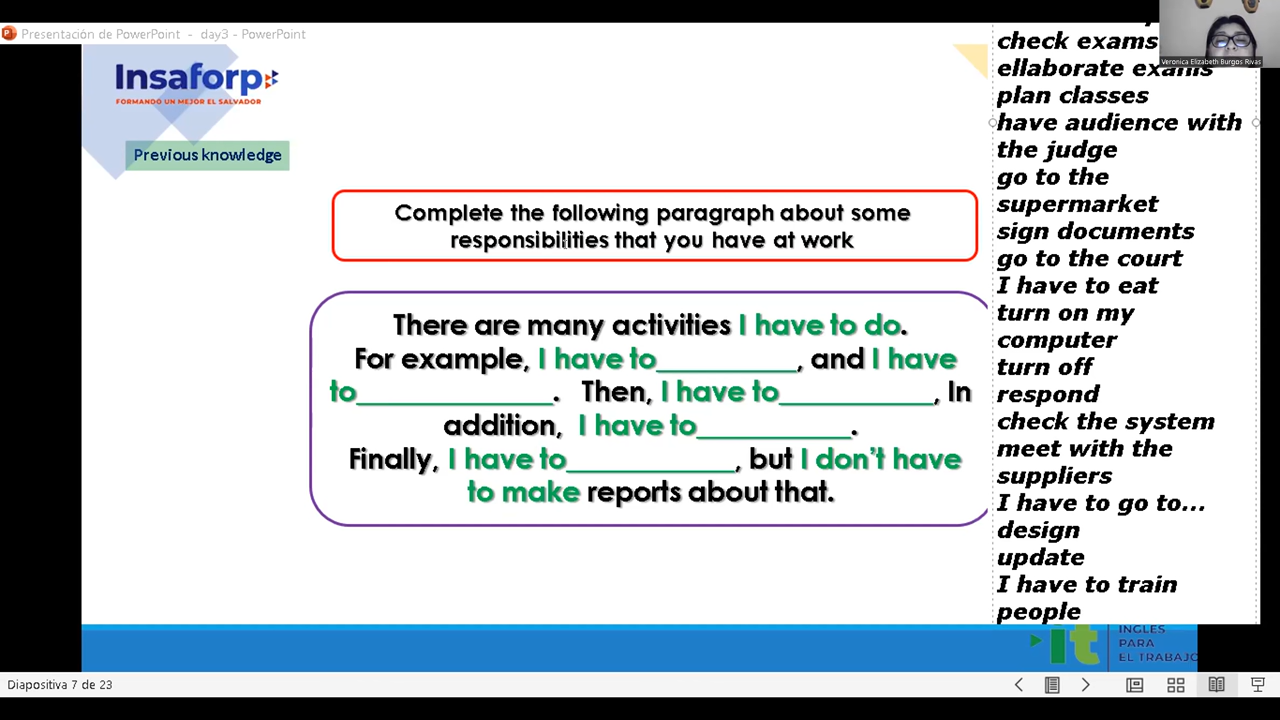 Presentación de PowerPoint - day3 - PowerPoint
Insaforp
FORMANDO UN MEJOR EL SALVADOR
Previous knowledge
Complete the following paragraph about some
responsibilities that you have at work
There are many activities I have to do.
For example, I have to__________, and I have
to______________. Then, I have to___________, In
addition, I have to___________.
Finally, I have to____________, but I don't have
to make reports about that.
check exams
ellaborate exams
plan classes
have audience with
the judge
go to the
supermarket
sign documents
go to the court
I have to eat
turn on my
computer
turn off
respond
check the system
meet with the
suppliers
I have to go to...
design
update
I have to train
people
Veronica Elizabeth Burgos Rivas
it
INGLÉS
PARA
EL TRABAJO
Diapositiva 7 de 23